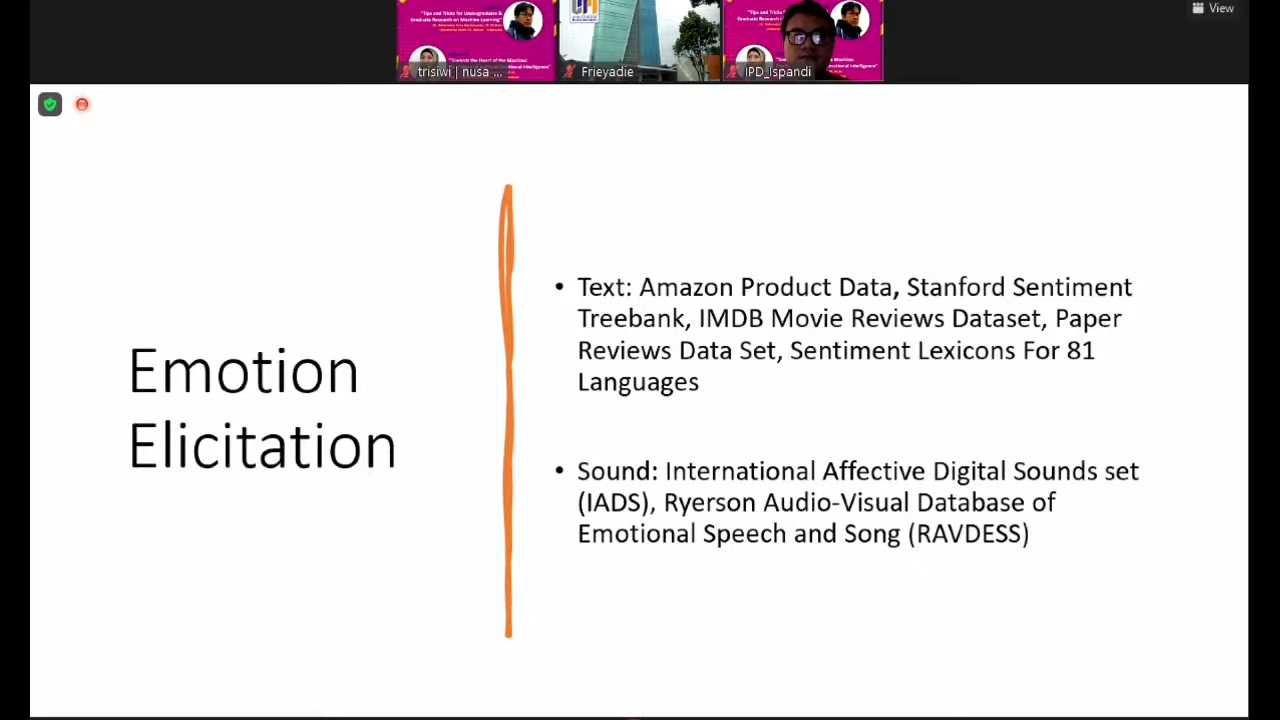 View
trisiwi | nusa ...
Frieyadie
IPD_Ispandi
Emotion
Elicitation
• Text: Amazon Product Data, Stanford Sentiment
Treebank, IMDB Movie Reviews Dataset, Paper
Reviews Data Set, Sentiment Lexicons For 81
Languages
• Sound: International Affective Digital Sounds set
(IADS), Ryerson Audio-Visual Database of
Emotional Speech and Song (RAVDESS)